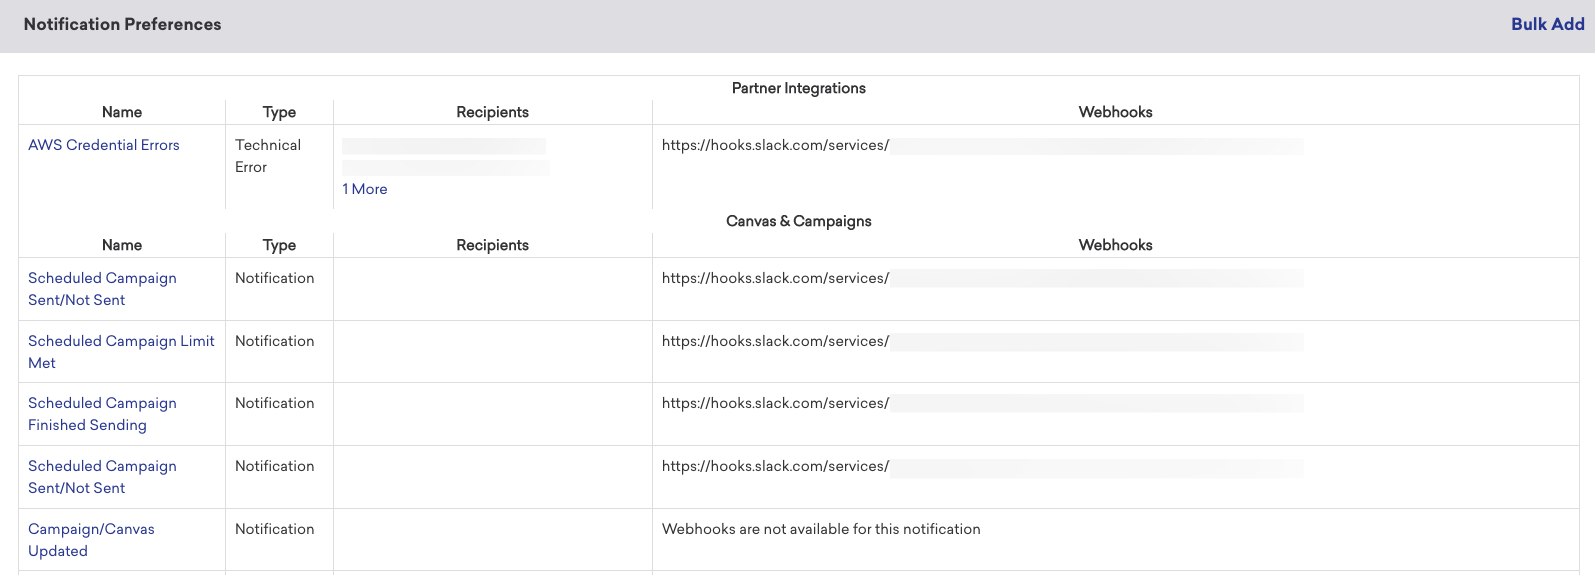 Notification Preferences
Bulk Add
Partner Integrations
Name Type Recipients Webhooks
AWS Credential Errors Technical https://hooks.slack.com/services/
Error
1 More
Canvas & Campaigns
Name Type Recipients Webhooks
Scheduled Campaign Notification https://hooks.slack.com/services/
Sent/Not Sent
Scheduled Campaign Limit Notification https://hooks.slack.com/services/
Met
Scheduled Campaign Notification https://hooks.slack.com/services/
Finished Sending
Scheduled Campaign Notification https://hooks.slack.com/services/
Sent/Not Sent
Campaign/Canvas Notification Webhooks are not available for this notification
Updated